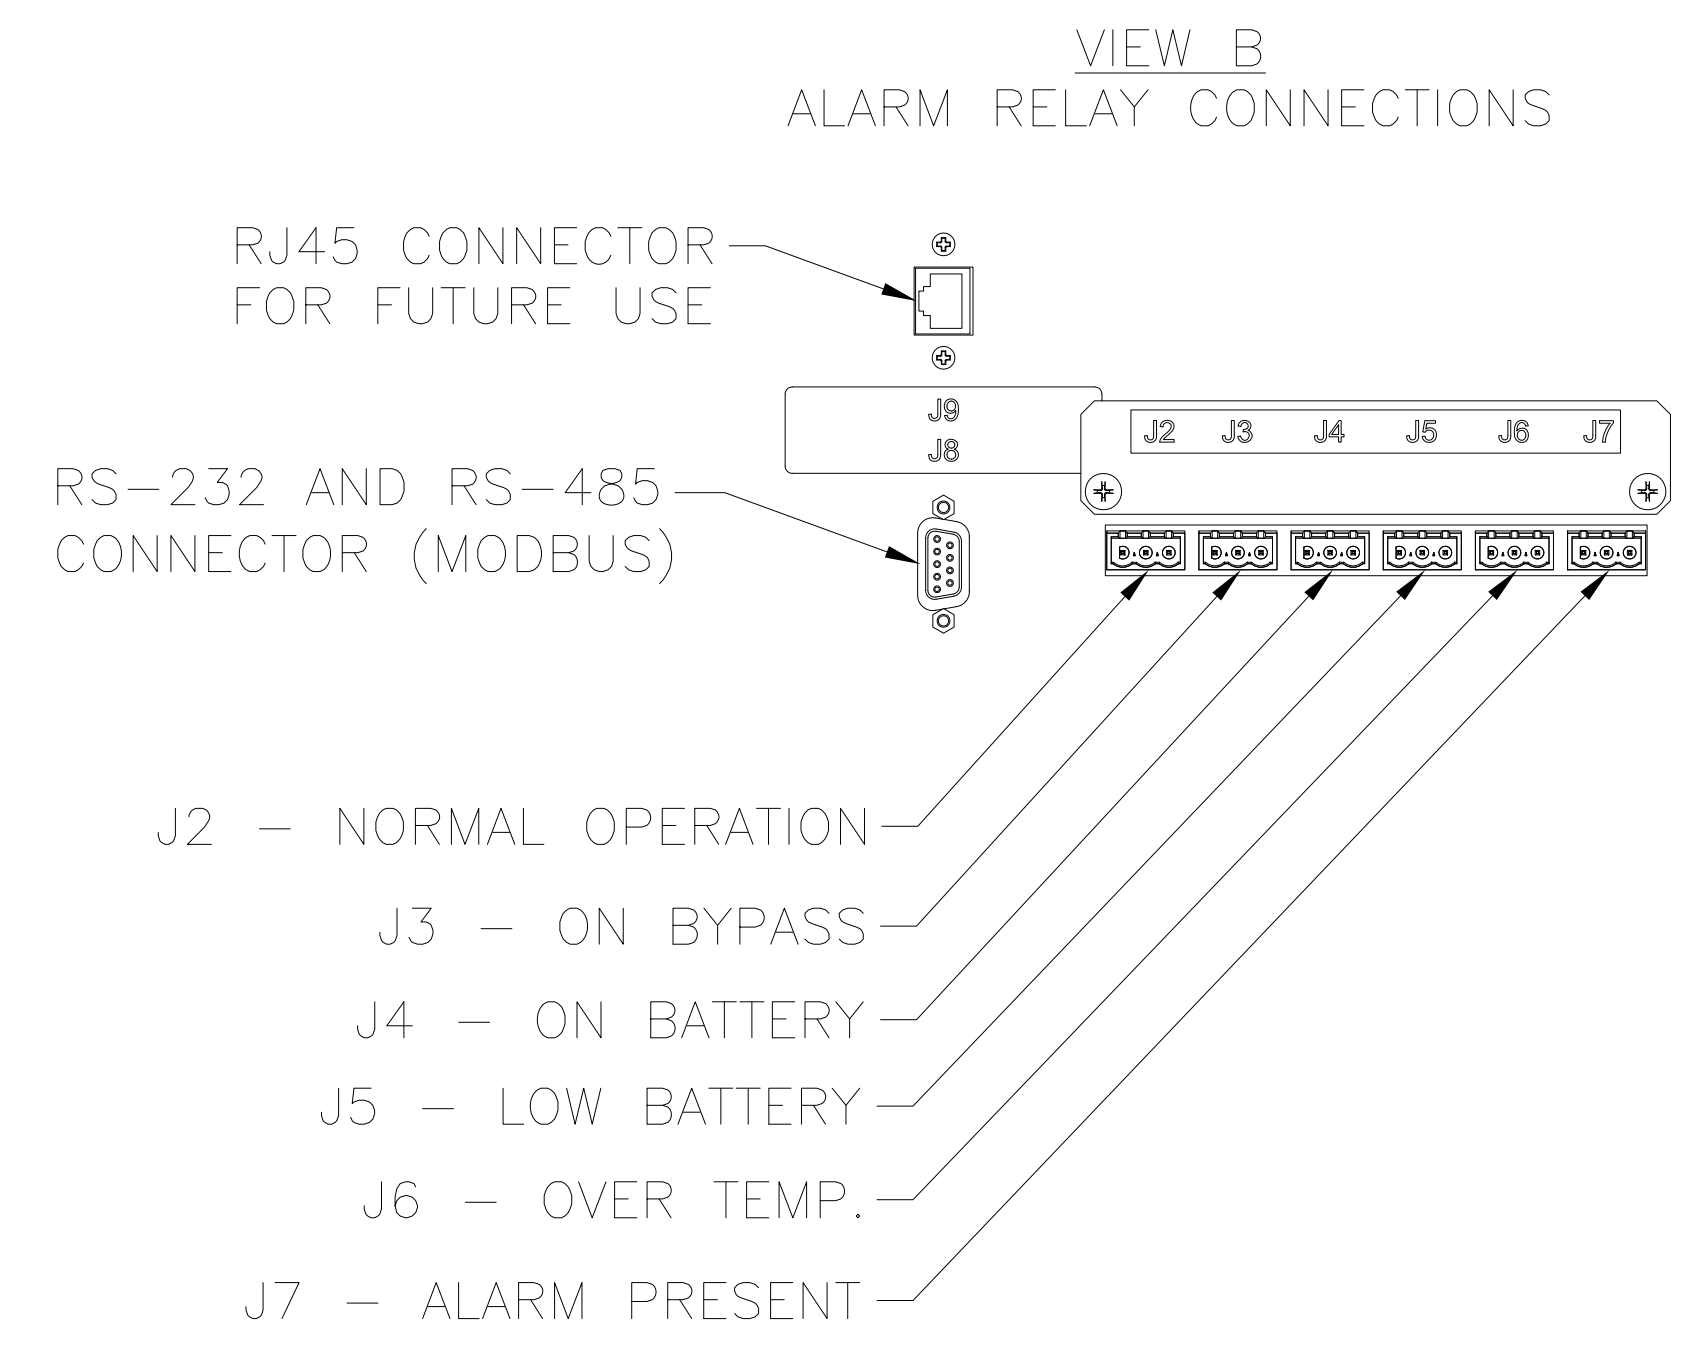 VIEW B
ALARM RELAY CONNECTIONS
RJ45 CONNECTOR
FOR FUTURE USE
J9
J8
J2 J3 J4 J5 J6 J7
RS-232 AND RS-485
CONNECTOR (MODBUS)
J2 - NORMAL OPERATION
J3 - ON BYPASS
J4 - ON BATTERY
J5 - LOW BATTERY
J6 - OVER TEMP.
J7 - ALARM PRESENT